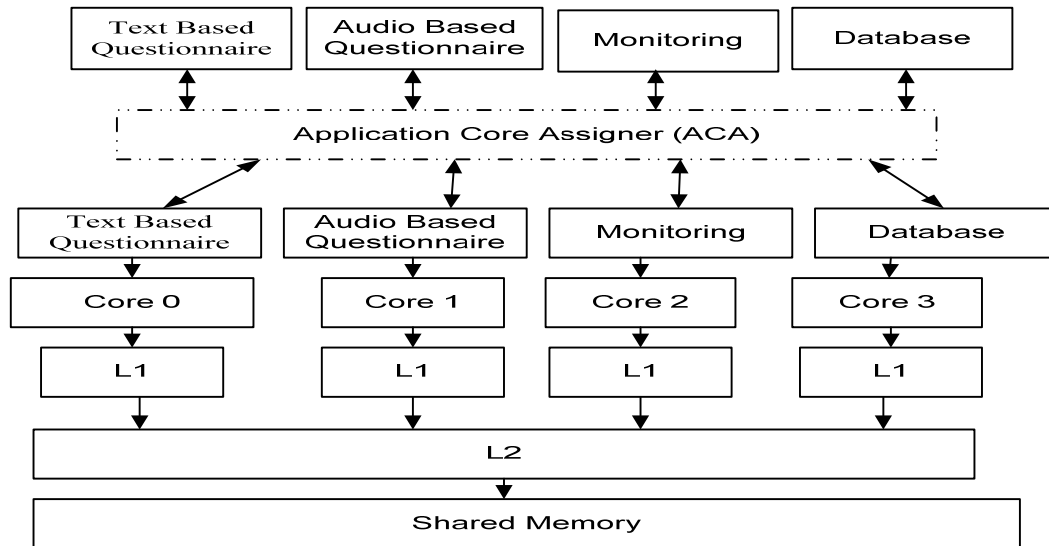 Text Based
Questionnaire
Audio Based
Questionnaire
Monitoring
Database
Application Core Assigner (ACA)
Text Based
Questionnaire
Audio Based
Questionnaire
Monitoring
Database
Core 0
Core 1
Core 2
Core 3
L1
L1
L1
L1
L2
Shared Memory